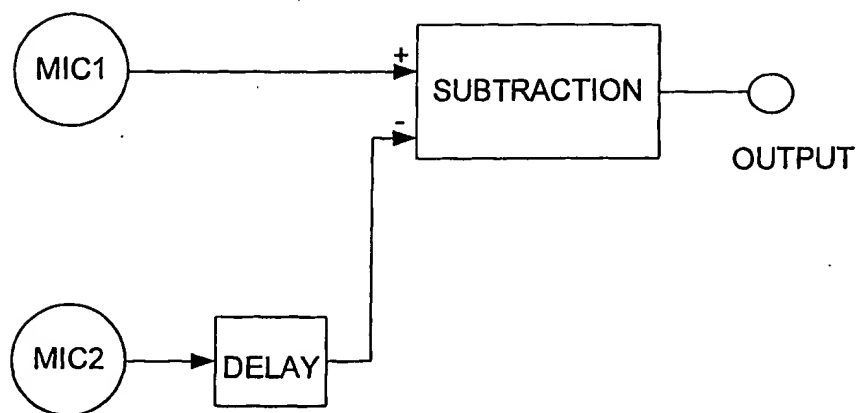 MIC1
+
SUBTRACTION
-
OUTPUT
MIC2
DELAY